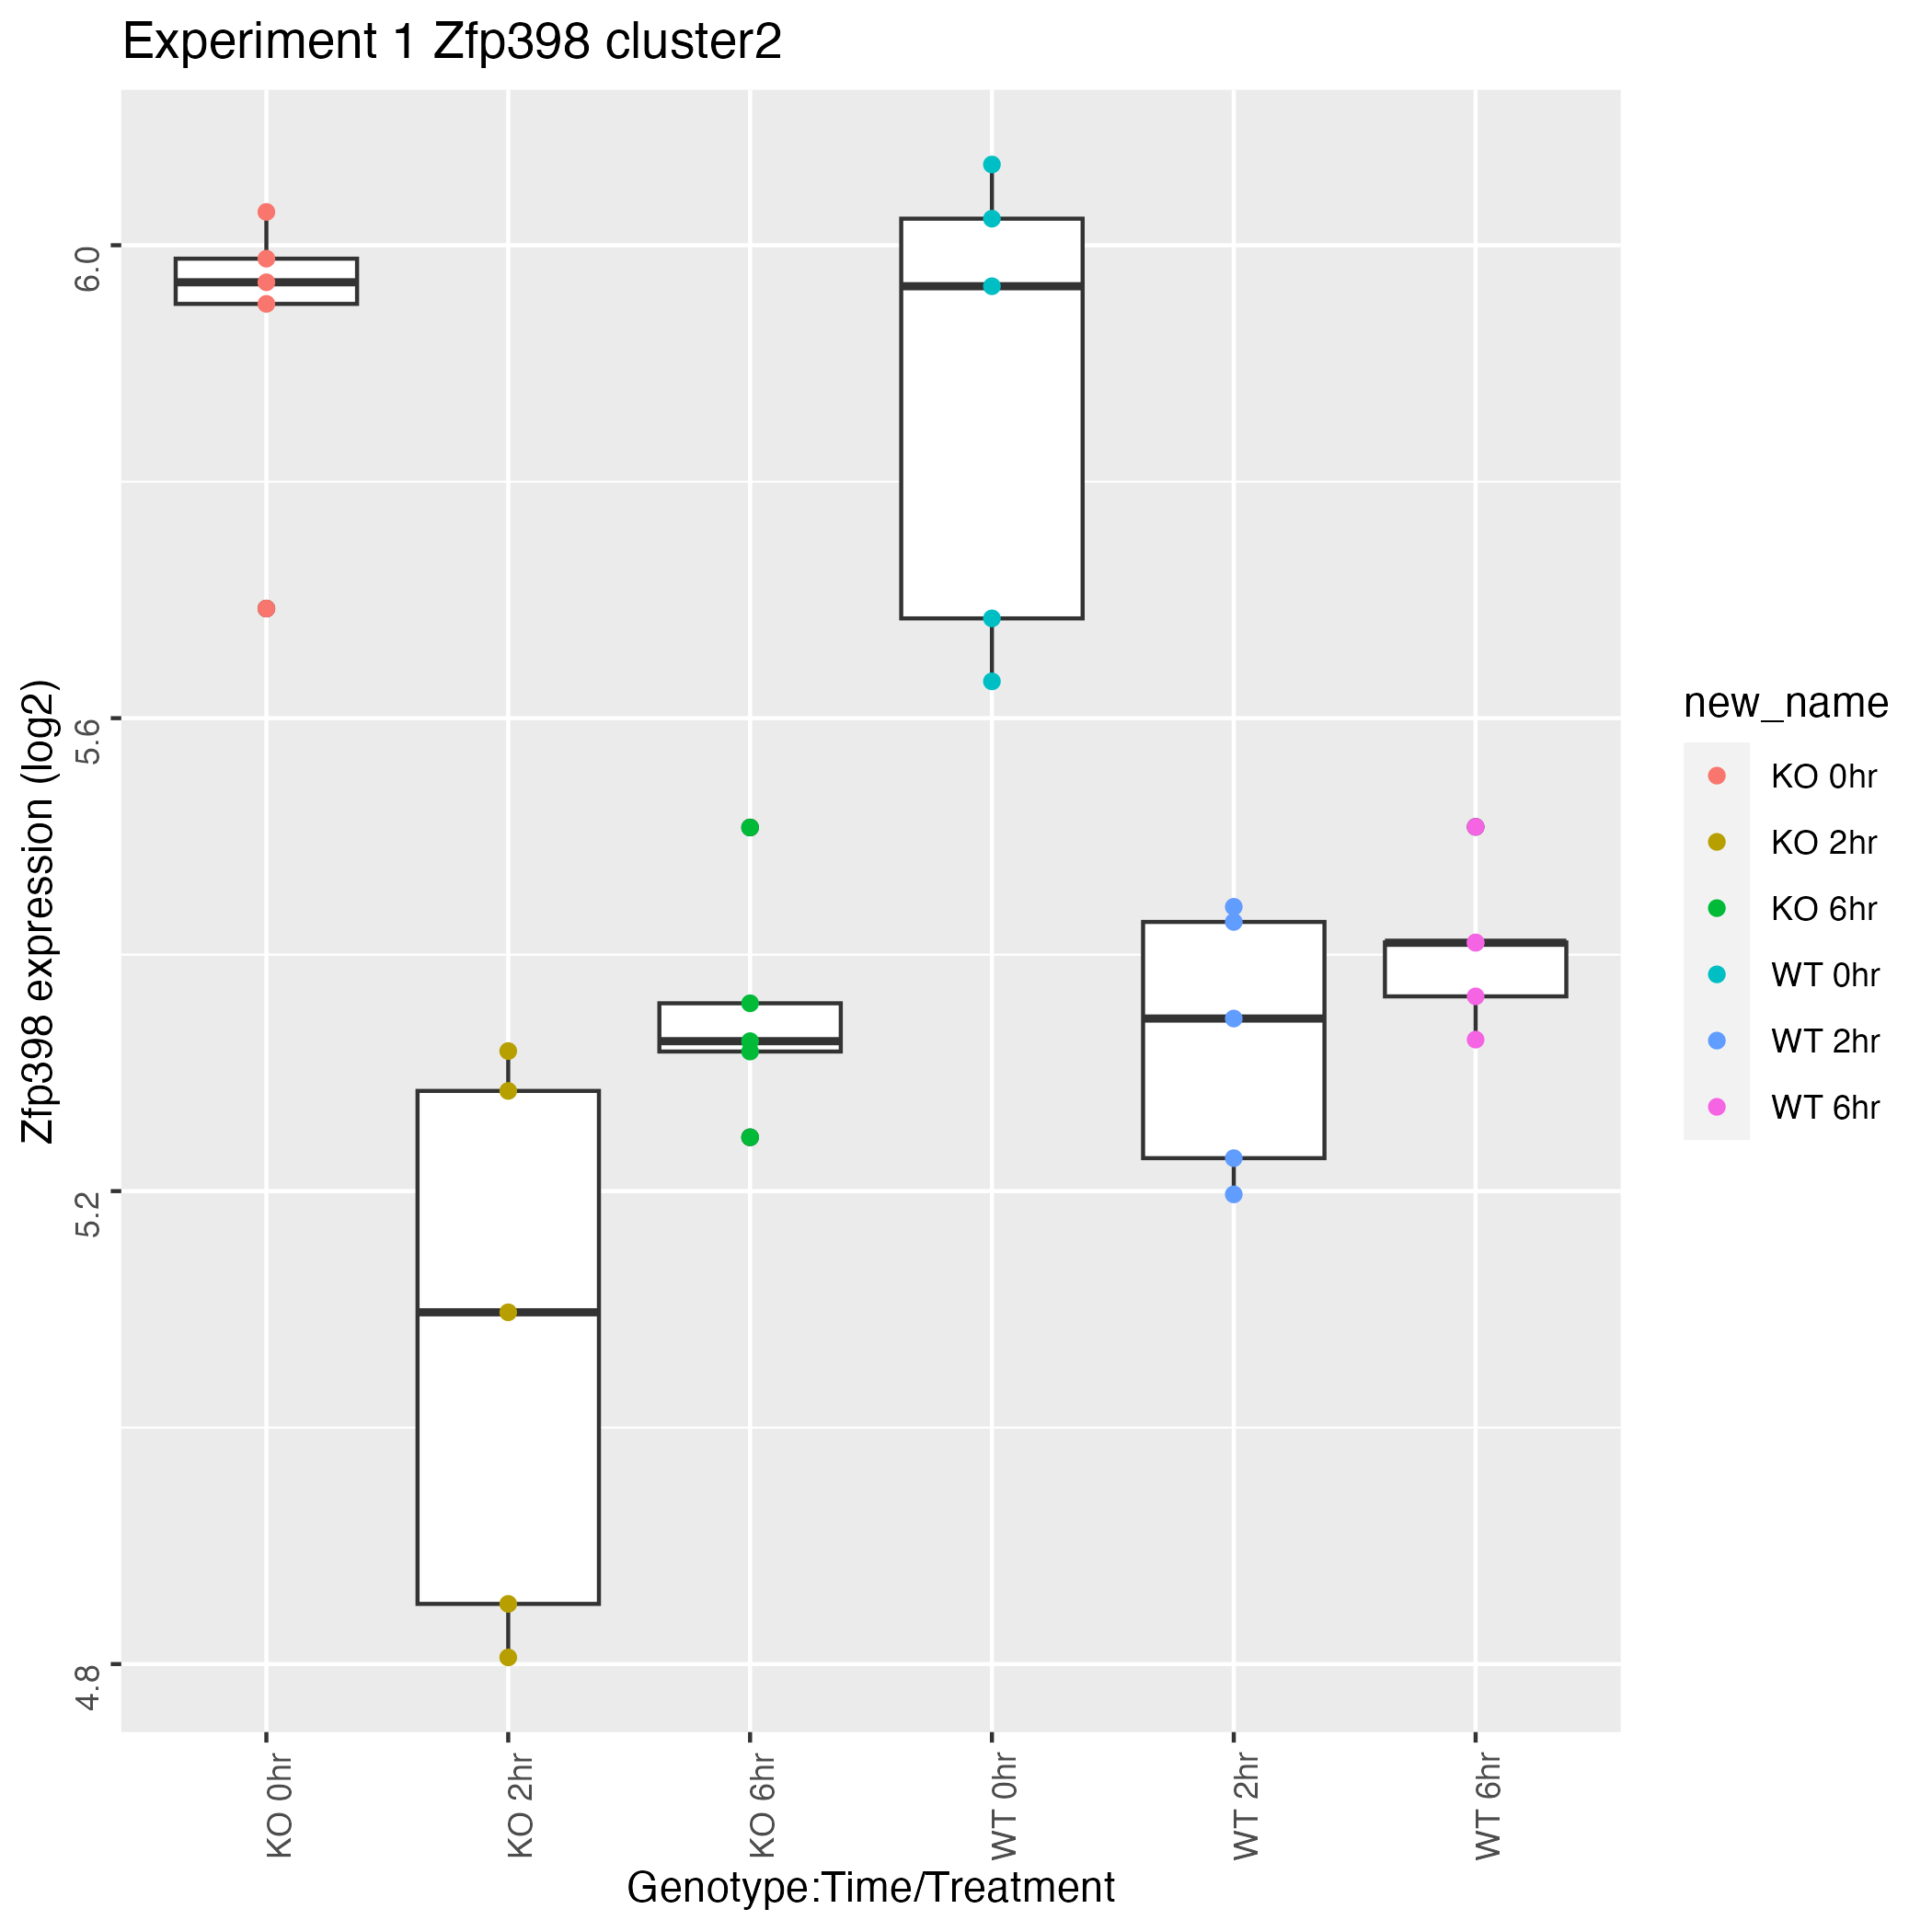 Experiment 1 Zfp398 cluster2
Zfp398 expression (log2)
6.0
5.6
5.2
4.8
KO 0hr
KO 2hr
KO 6hr
WT 0hr
WT 2hr
WT 6hr
Genotype:Time/Treatment
new_name
KO 0hr
KO 2hr
KO 6hr
WT 0hr
WT 2hr
WT 6hr